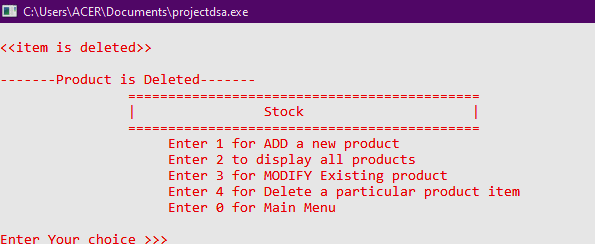 C:\Users\ACER\Documents\projectdsa.exe
<<item is deleted>>
-------Product is Deleted-------
============================================
| Stock |
============================================
Enter 1 for ADD a new product
Enter 2 to display all products
Enter 3 for MODIFY Existing product
Enter 4 for Delete a particular product item
Enter 0 for Main Menu
Enter Your choice >>>